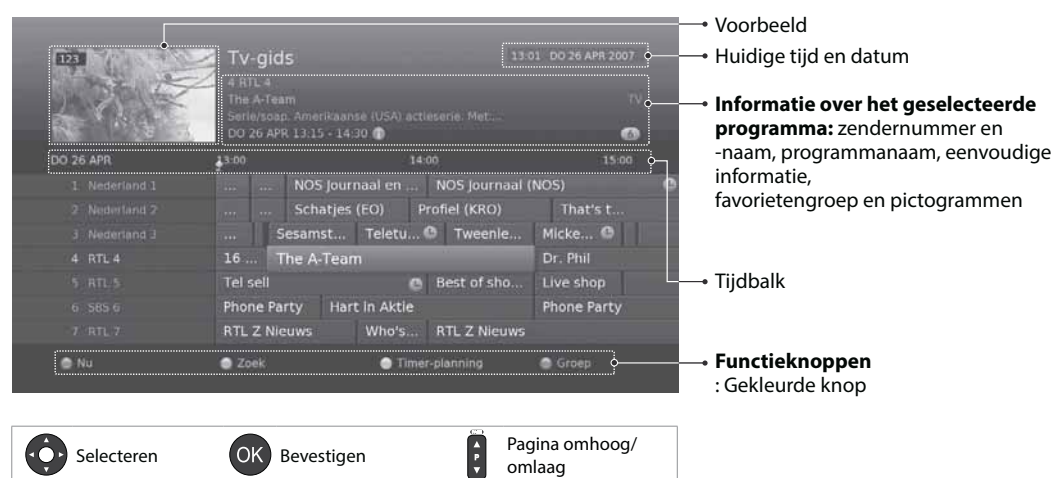 Voorbeeld
123
Tv-gids
13:01 DO 26 APR 2007
Huidige tijd en datum
4 RTL 4
The A-Team
TV
Serie/soap. Amerikaanse (USA) actieserie. Met:...
DO 26 APR 13:15 - 14:30
Informatie over het geselecteerde
programma: zendernummer en
-naam, programmanaam, eenvoudige
informatie,
favorietengroep en pictogrammen
DO 26 APR 13:00 14:00 15:00
1 Nederland 1 ... ... NOS Journaal en ... NOS Journaal (NOS)
2 Nederland 2 ... ... Schatjes (EO) Profiel (KRO) That's t...
3 Nederland 3 ... Sesamst... Teletu... Tweenie... Micke...
4 RTL 4 16 ... The A-Team Dr. Phil
5 RTL 5 Tel sell Best of sho... Live shop
Tijdbalk
6 SBS 6 Phone Party Hart in Aktie Phone Party
7 RTL 7 RTL Z Nieuws Who's... RTL Z Nieuws
Nu Zoek Timer-planning Groep
Functieknoppen
: Gekleurde knop
Selecteren
OK Bevestigen
P
Pagina omhoog/
omlaag